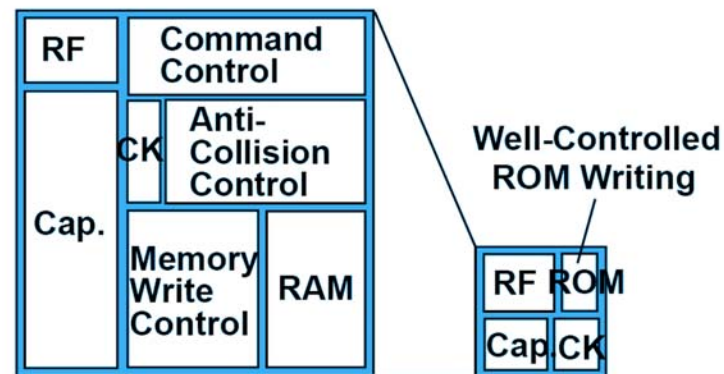 RF
Command
Control
CK
Anti-
Collision
Control
Cap.
Memory
Write
Control
RAM
Well-Controlled
ROM Writing
RF
ROM
Cap.
CK